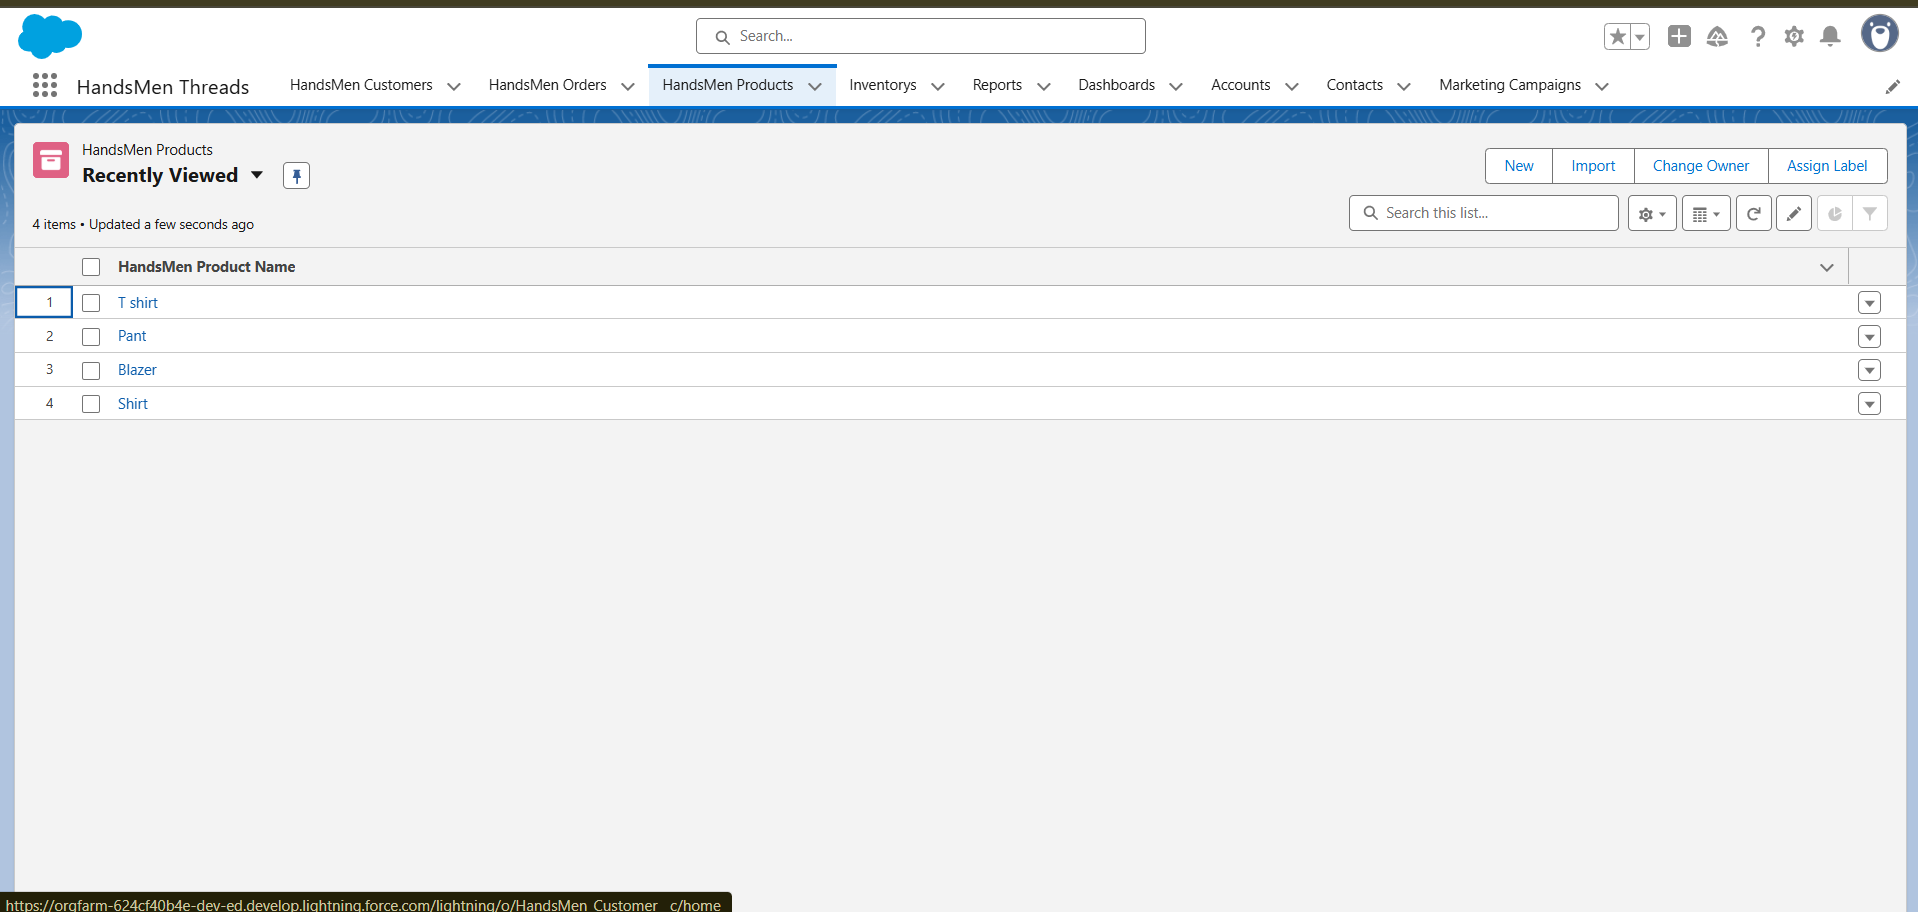 Search...
HandsMen Threads
HandsMen Customers
HandsMen Orders
HandsMen Products
Inventorys
Reports
Dashboards
Accounts
Contacts
Marketing Campaigns
HandsMen Products
Recently Viewed
New
Import
Change Owner
Assign Label
4 items • Updated a few seconds ago
Search this list...
HandsMen Product Name
1 T shirt
2 Pant
3 Blazer
4 Shirt
https://orgfarm-624cf40b4e-dev-ed.develop.lightning.force.com/lightning/o/HandsMen_Customer__c/home